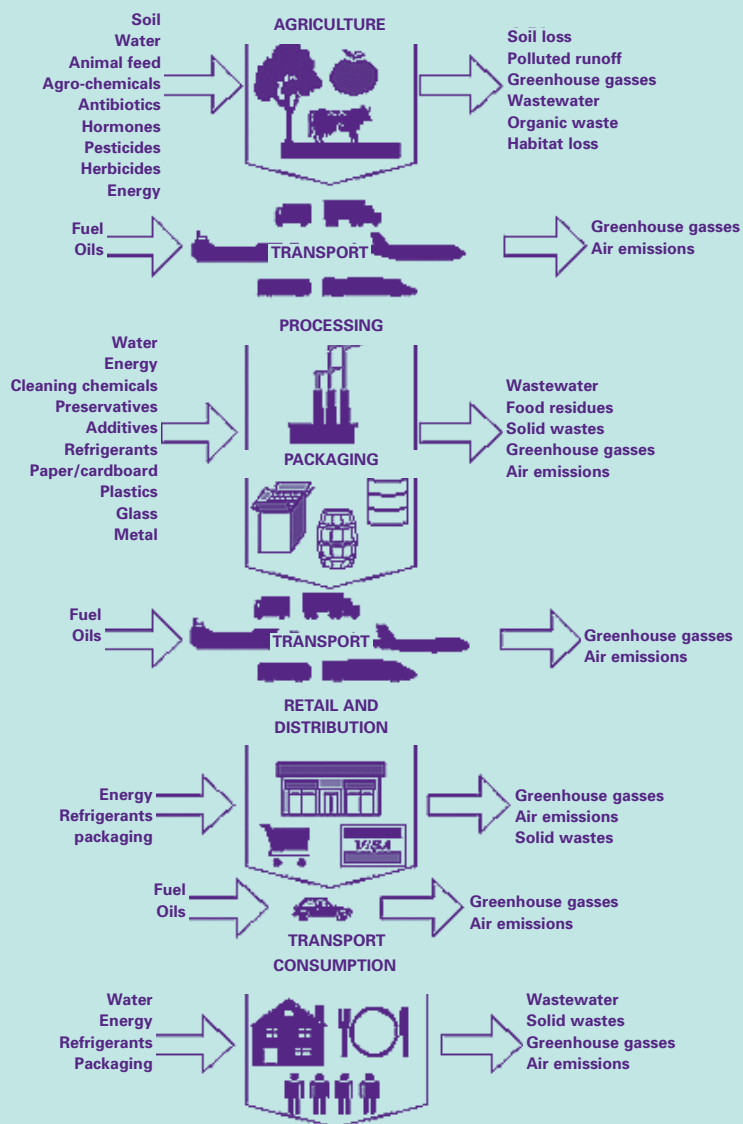 AGRICULTURE
Soil
Water
Animal feed
Agro-chemicals
Antibiotics
Hormones
Pesticides
Herbicides
Energy
Soil loss
Polluted runoff
Greenhouse gasses
Wastewater
Organic waste
Habitat loss
Fuel
Oils
TRANSPORT
Greenhouse gasses
Air emissions
PROCESSING
Water
Energy
Cleaning chemicals
Preservatives
Additives
Refrigerants
Paper/cardboard
Plastics
Glass
Metal
PACKAGING
Wastewater
Food residues
Solid wastes
Greenhouse gasses
Air emissions
Fuel
Oils
TRANSPORT
Greenhouse gasses
Air emissions
RETAIL AND
DISTRIBUTION
Energy
Refrigerants
packaging
VISA
Greenhouse gasses
Air emissions
Solid wastes
Fuel
Oils
TRANSPORT
Greenhouse gasses
Air emissions
CONSUMPTION
Water
Energy
Refrigerants
Packaging
Wastewater
Solid wastes
Greenhouse gasses
Air emissions